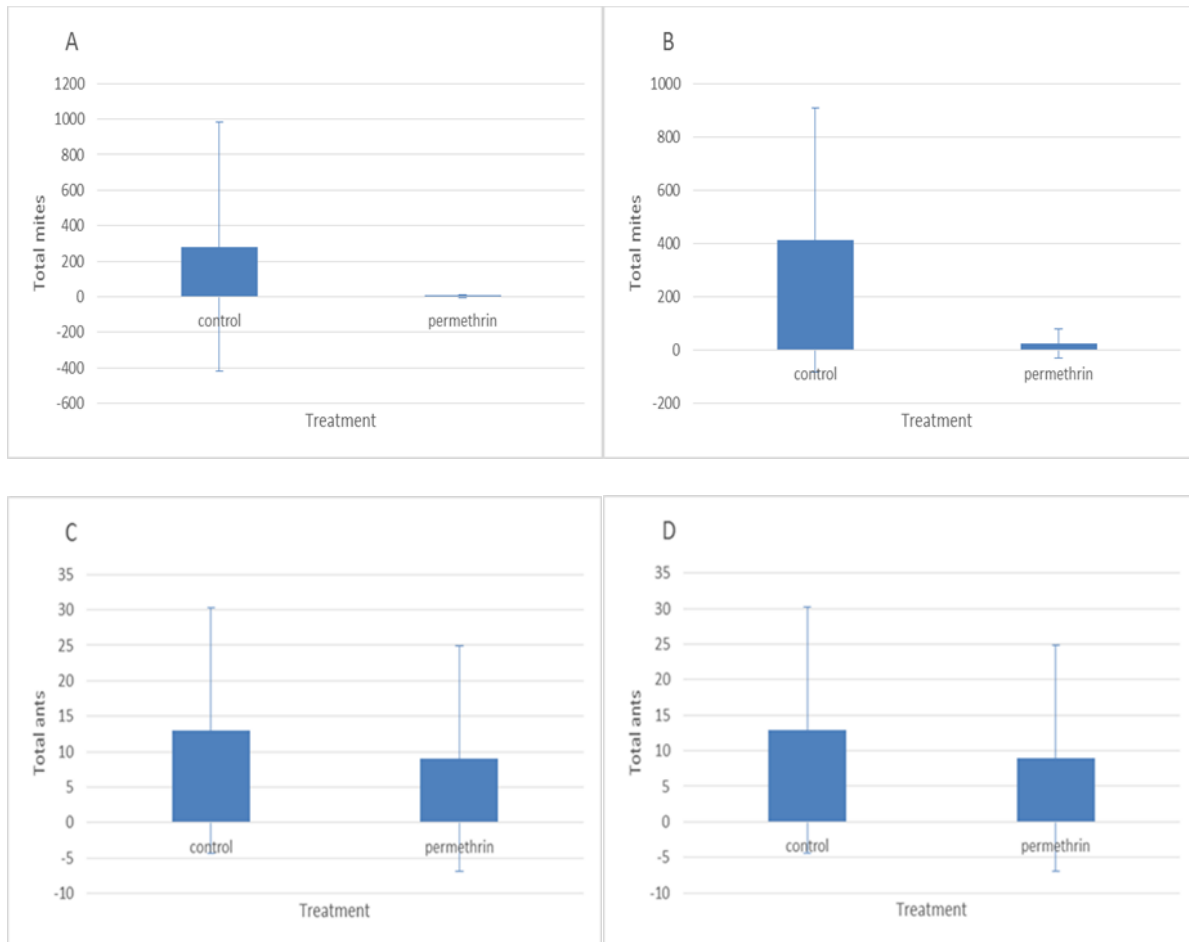 A
1200
1000
800
600
400
200
0
-200
-400
-600
Total mites
control
permethrin
Treatment
B
1000
800
600
400
200
0
-200
Total mites
control
permethrin
Treatment
C
35
30
25
20
15
10
5
0
-5
-10
Total ants
control
permethrin
Treatment
D
35
30
25
20
15
10
5
0
-5
-10
Total ants
control
permethrin
Treatment